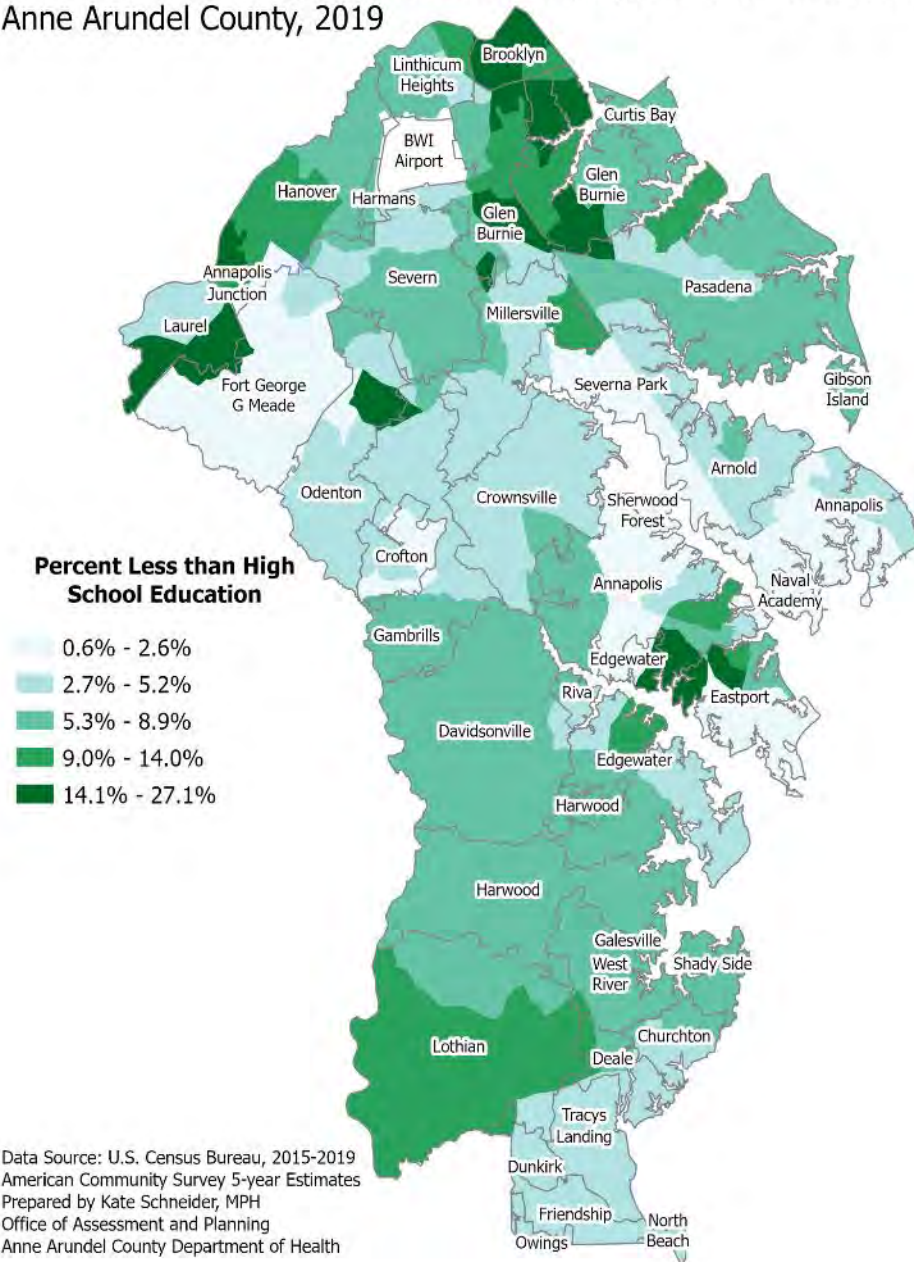 Anne Arundel County, 2019
Brooklyn
Linthicum
Heights
Curtis Bay
BWI
Airport
Glen
Burnie
Hanover
Harmans
Glen
Burnie
Annapolis
Junction
Severn
Pasadena
Laurel
Millersville
Fort George
G Meade
Severna Park
Gibson
Island
Arnold
Odenton
Crownsville
Sherwood
Forest
Annapolis
Crofton
Annapolis
Naval
Academy
Percent Less than High
School Education
0.6% - 2.6%
2.7% - 5.2%
5.3% - 8.9%
9.0% - 14.0%
14.1% - 27.1%
Gambrills
Edgewater
Riva
Eastport
Davidsonville
Edgewater
Harwood
Harwood
Galesville
West
River
Shady Side
Churchton
Lothian
Deale
Tracys
Landing
Dunkirk
Friendship
North
Beach
Owings
Data Source: U.S. Census Bureau, 2015-2019
American Community Survey 5-year Estimates
Prepared by Kate Schneider, MPH
Office of Assessment and Planning
Anne Arundel County Department of Health